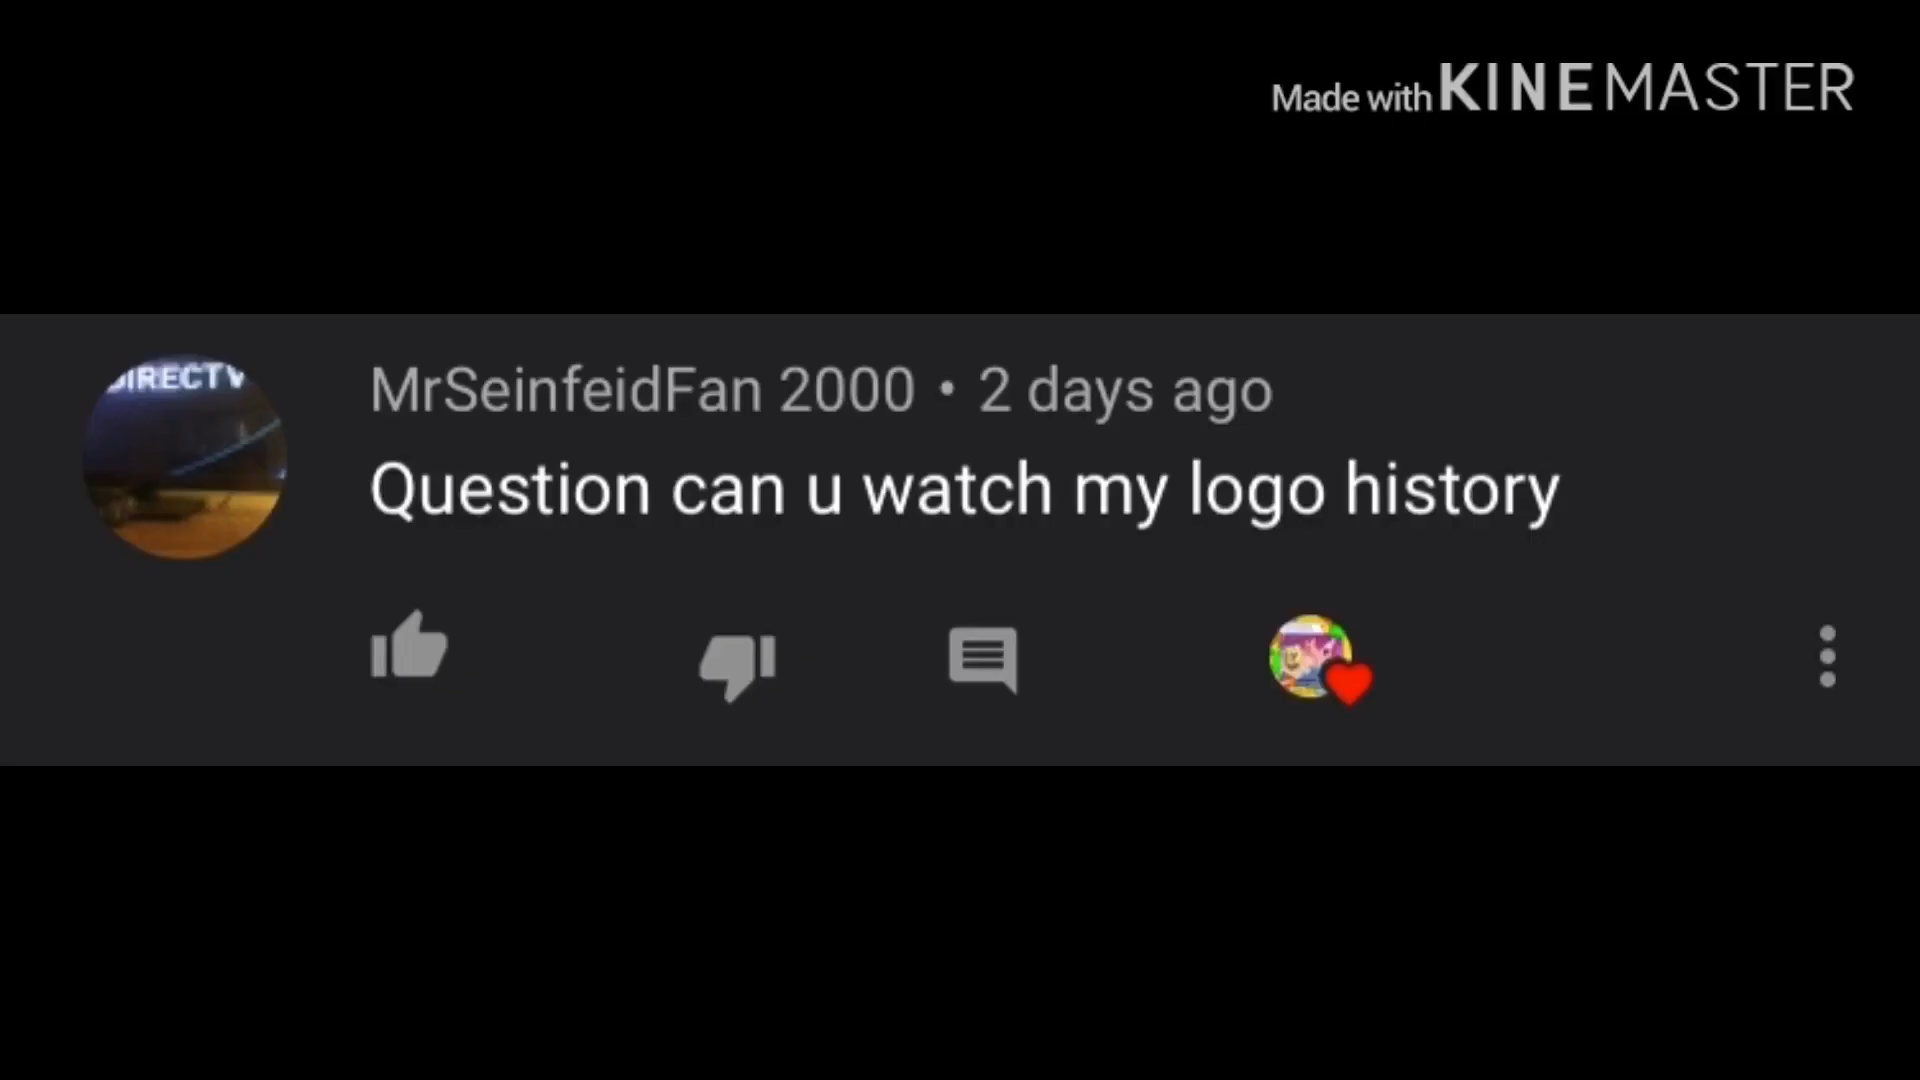 Made with KINEMASTER
DIRECTV
MrSeinfeidFan 2000 • 2 days ago
Question can u watch my logo history